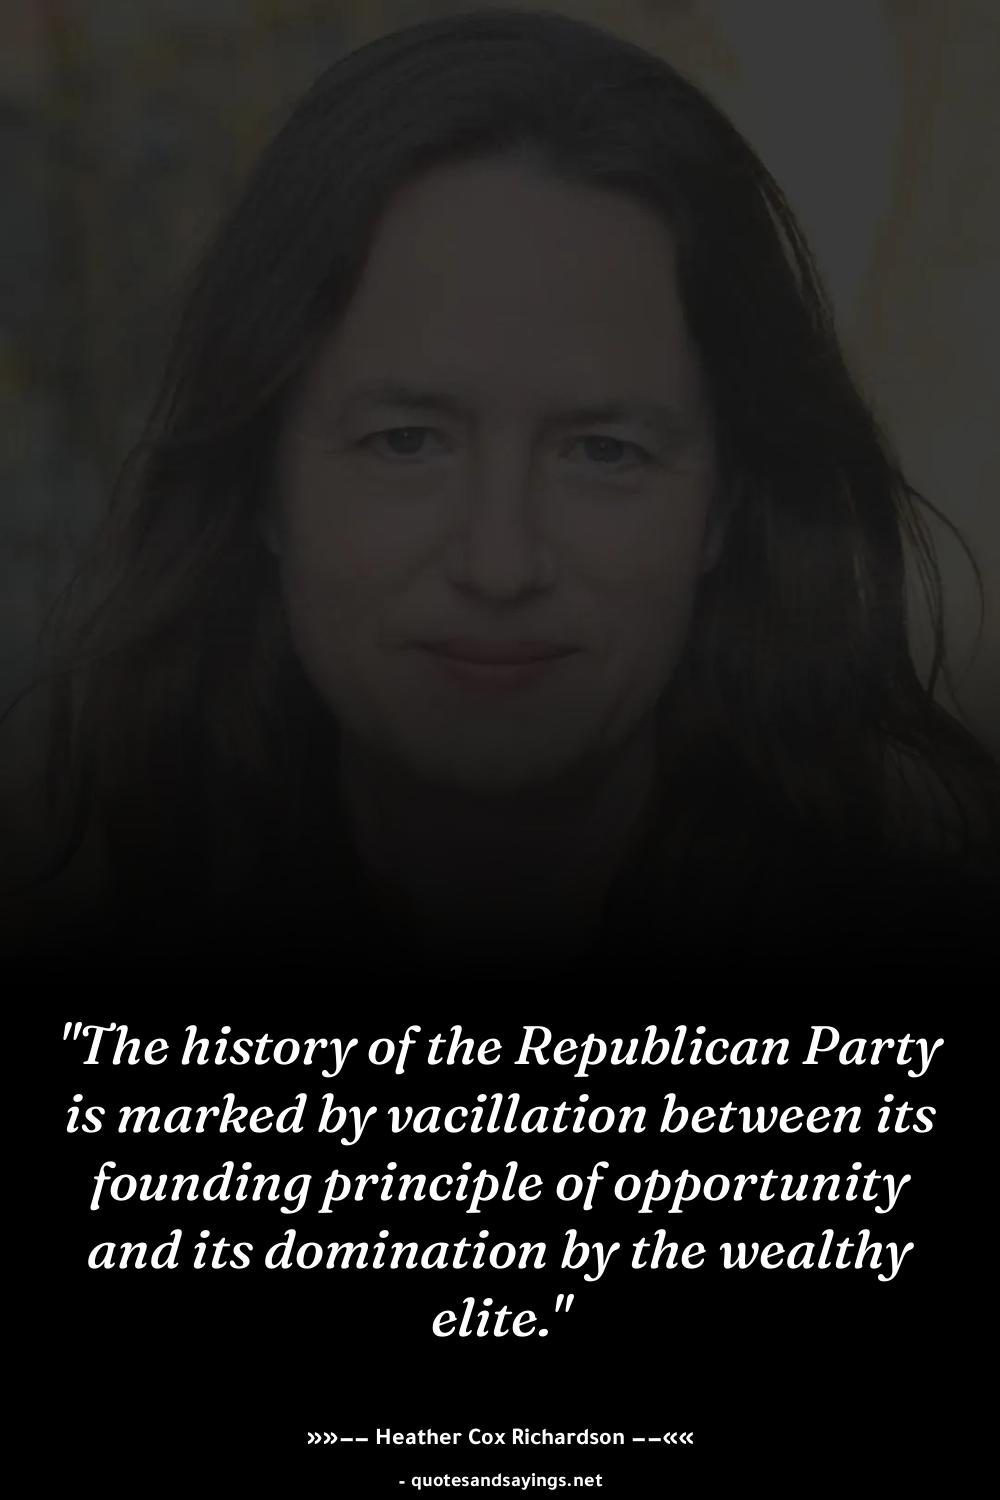 "The history of the Republican Party
is marked by vacillation between its
founding principle of opportunity
and its domination by the wealthy
elite."
»»–– Heather Cox Richardson ––««
- quotesandsayings.net